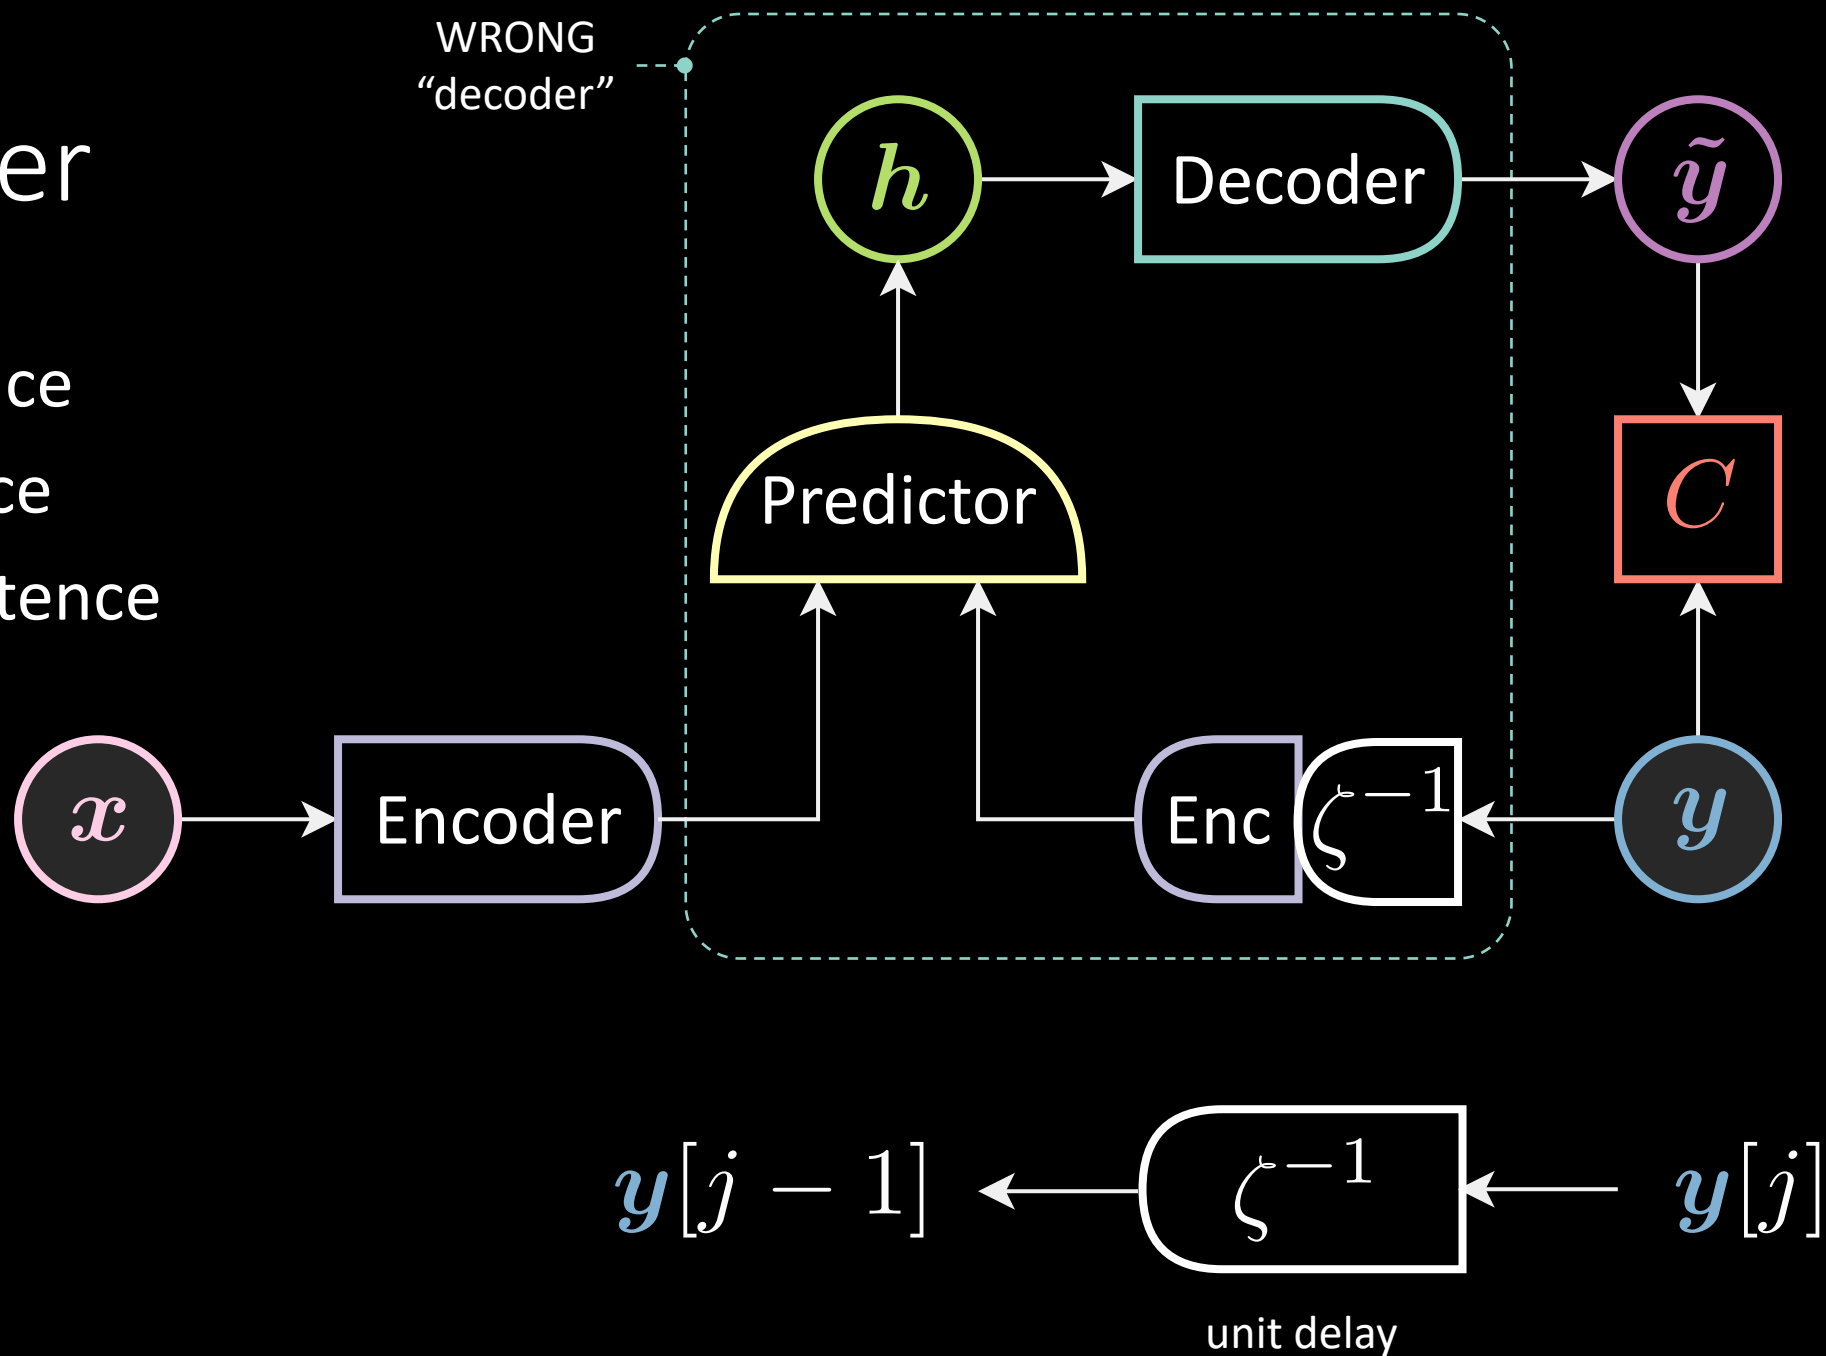 WRONG
“decoder”
er
h
Decoder
ỹ
ce
ce
tence
Predictor
C
x
Encoder
Enc
ζ⁻¹
y
y[j − 1]
ζ⁻¹
y[j]
unit delay